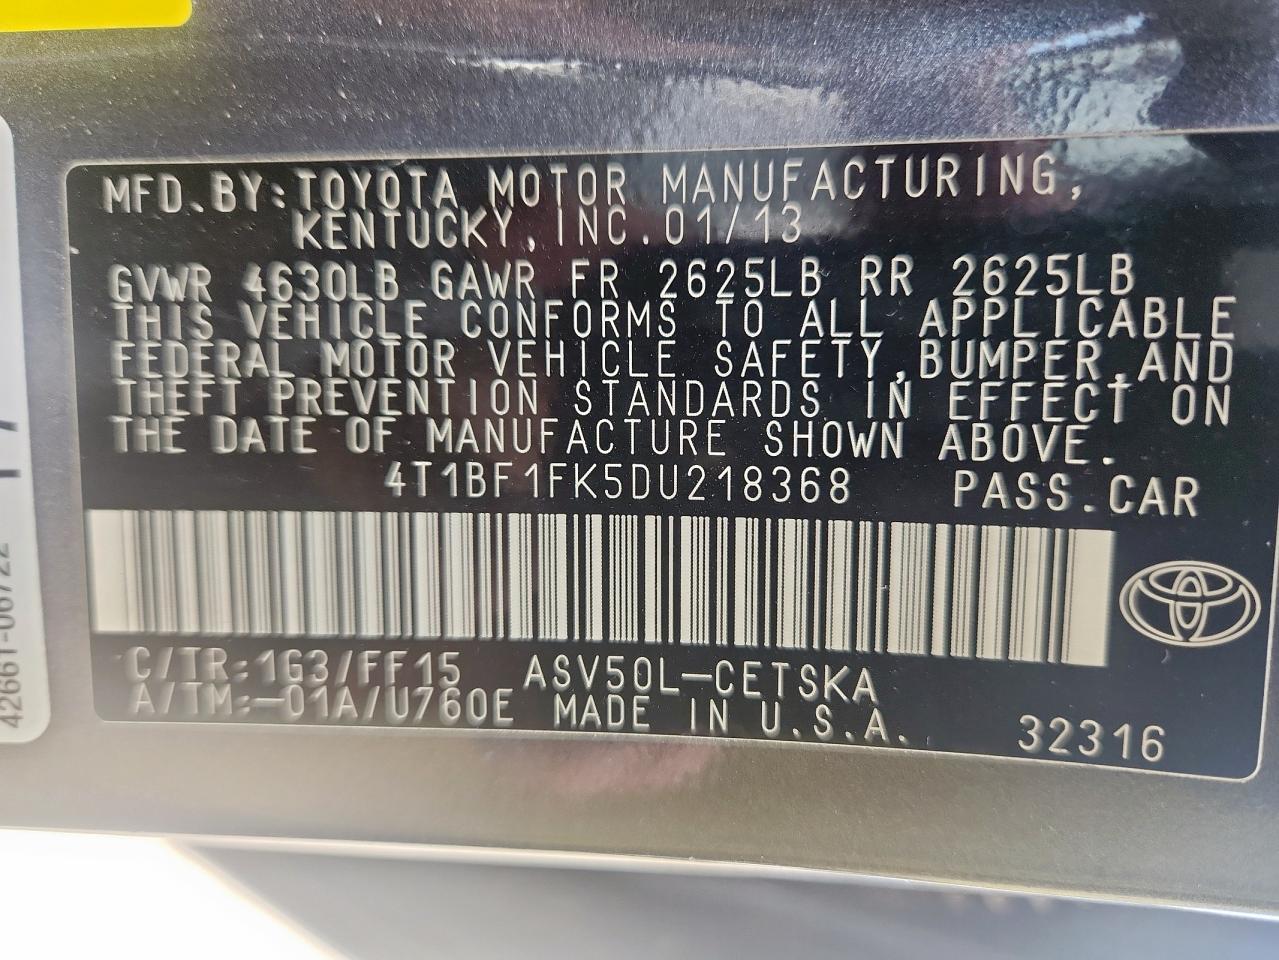 MFD.BY:TOYOTA MOTOR MANUFACTURING,
KENTUCKY,INC.01/13
GVWR 4630LB GAWR FR 2625LB RR 2625LB
THIS VEHICLE CONFORMS TO ALL APPLICABLE
FEDERAL MOTOR VEHICLE SAFETY,BUMPER,AND
THEFT PREVENTION STANDARDS IN EFFECT ON
THE DATE OF MANUFACTURE SHOWN ABOVE.
4T1BF1FK5DU218368 PASS.CAR
C/TR:1G3/FF15 ASV50L-CETSKA
A/TM:-01A/U760E MADE IN U.S.A. 32316